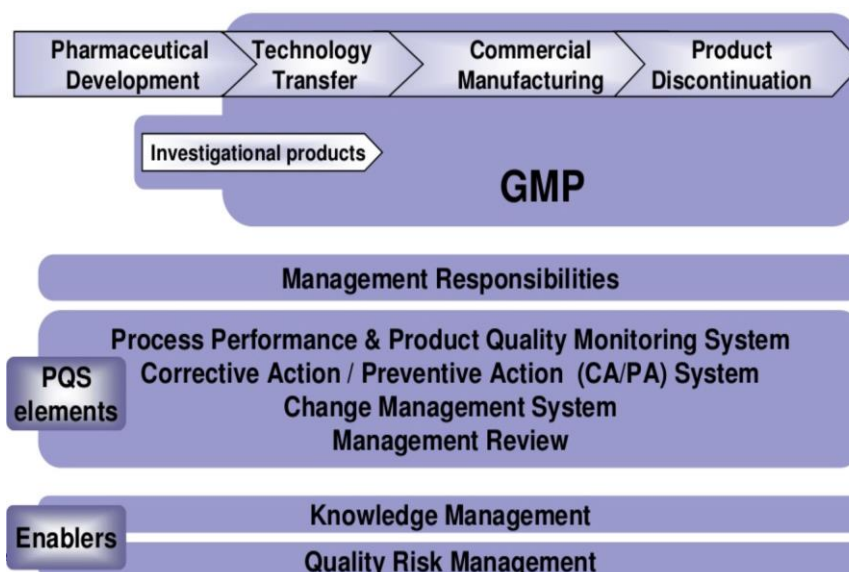 Pharmaceutical
Development
Technology
Transfer
Commercial
Manufacturing
Product
Discontinuation
Investigational products
GMP
Management Responsibilities
PQS
elements
Process Performance & Product Quality Monitoring System
Corrective Action / Preventive Action (CA/PA) System
Change Management System
Management Review
Enablers
Knowledge Management
Quality Risk Management